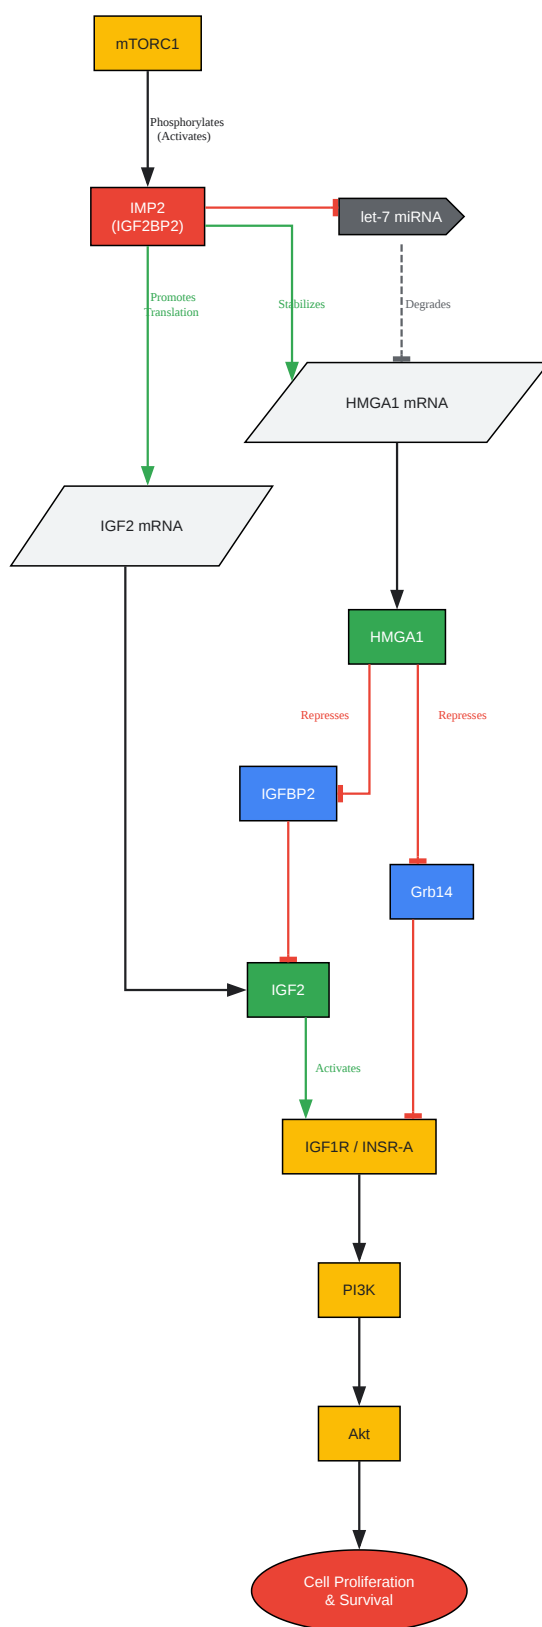 mTORC1
Phosphorylates
(Activates)
IMP2
(IGF2BP2)
let-7 miRNA
Promotes
Translation
Stabilizes
Degrades
HMGA1 mRNA
IGF2 mRNA
HMGA1
Represses
Represses
IGFBP2
Grb14
IGF2
Activates
IGF1R / INSR-A
PI3K
Akt
Cell Proliferation
& Survival